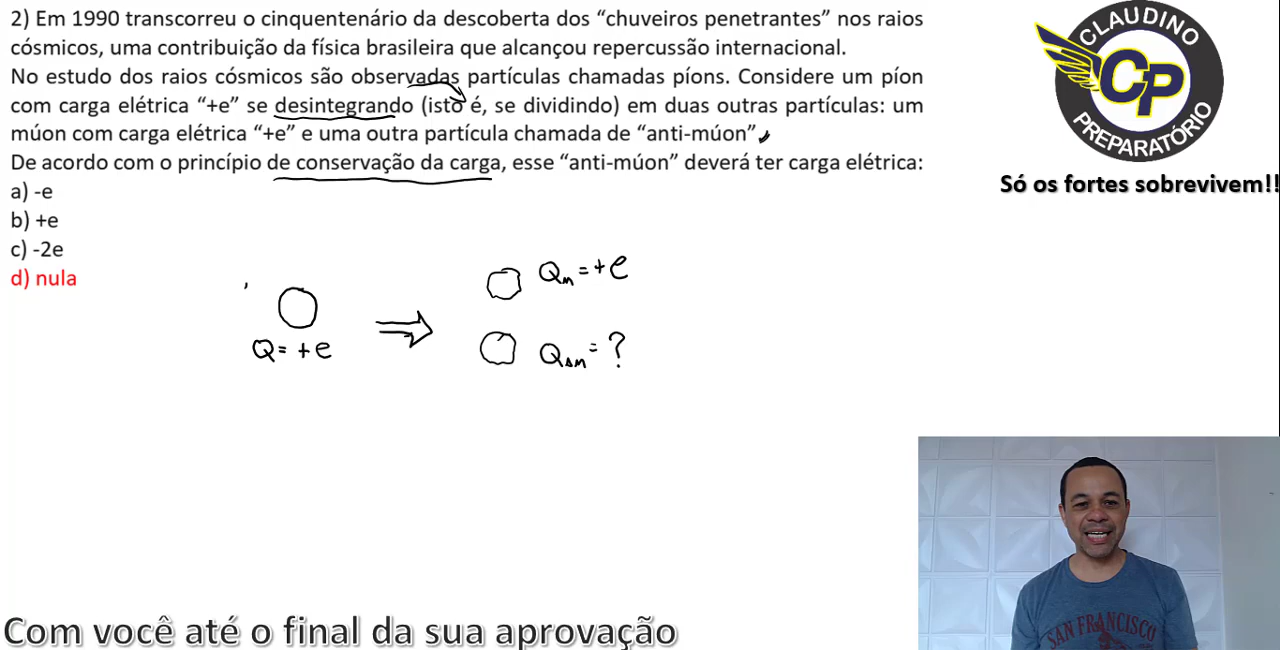 2) Em 1990 transcorreu o cinquentenário da descoberta dos “chuveiros penetrantes” nos raios
cósmicos, uma contribuição da física brasileira que alcançou repercussão internacional.
No estudo dos raios cósmicos são observadas partículas chamadas píons. Considere um píon
com carga elétrica “+e” se desintegrando (isto é, se dividindo) em duas outras partículas: um
múon com carga elétrica “+e” e uma outra partícula chamada de “anti-múon”.
De acordo com o princípio de conservação da carga, esse “anti-múon” deverá ter carga elétrica:
a) -e
b) +e
c) -2e
d) nula
CLAUDINO
CP
PREPARATÓRIO
Só os fortes sobrevivem!!
Q = +e
Qm = +e
QAM = ?
SAN FRANCISCO
Com você até o final da sua aprovação